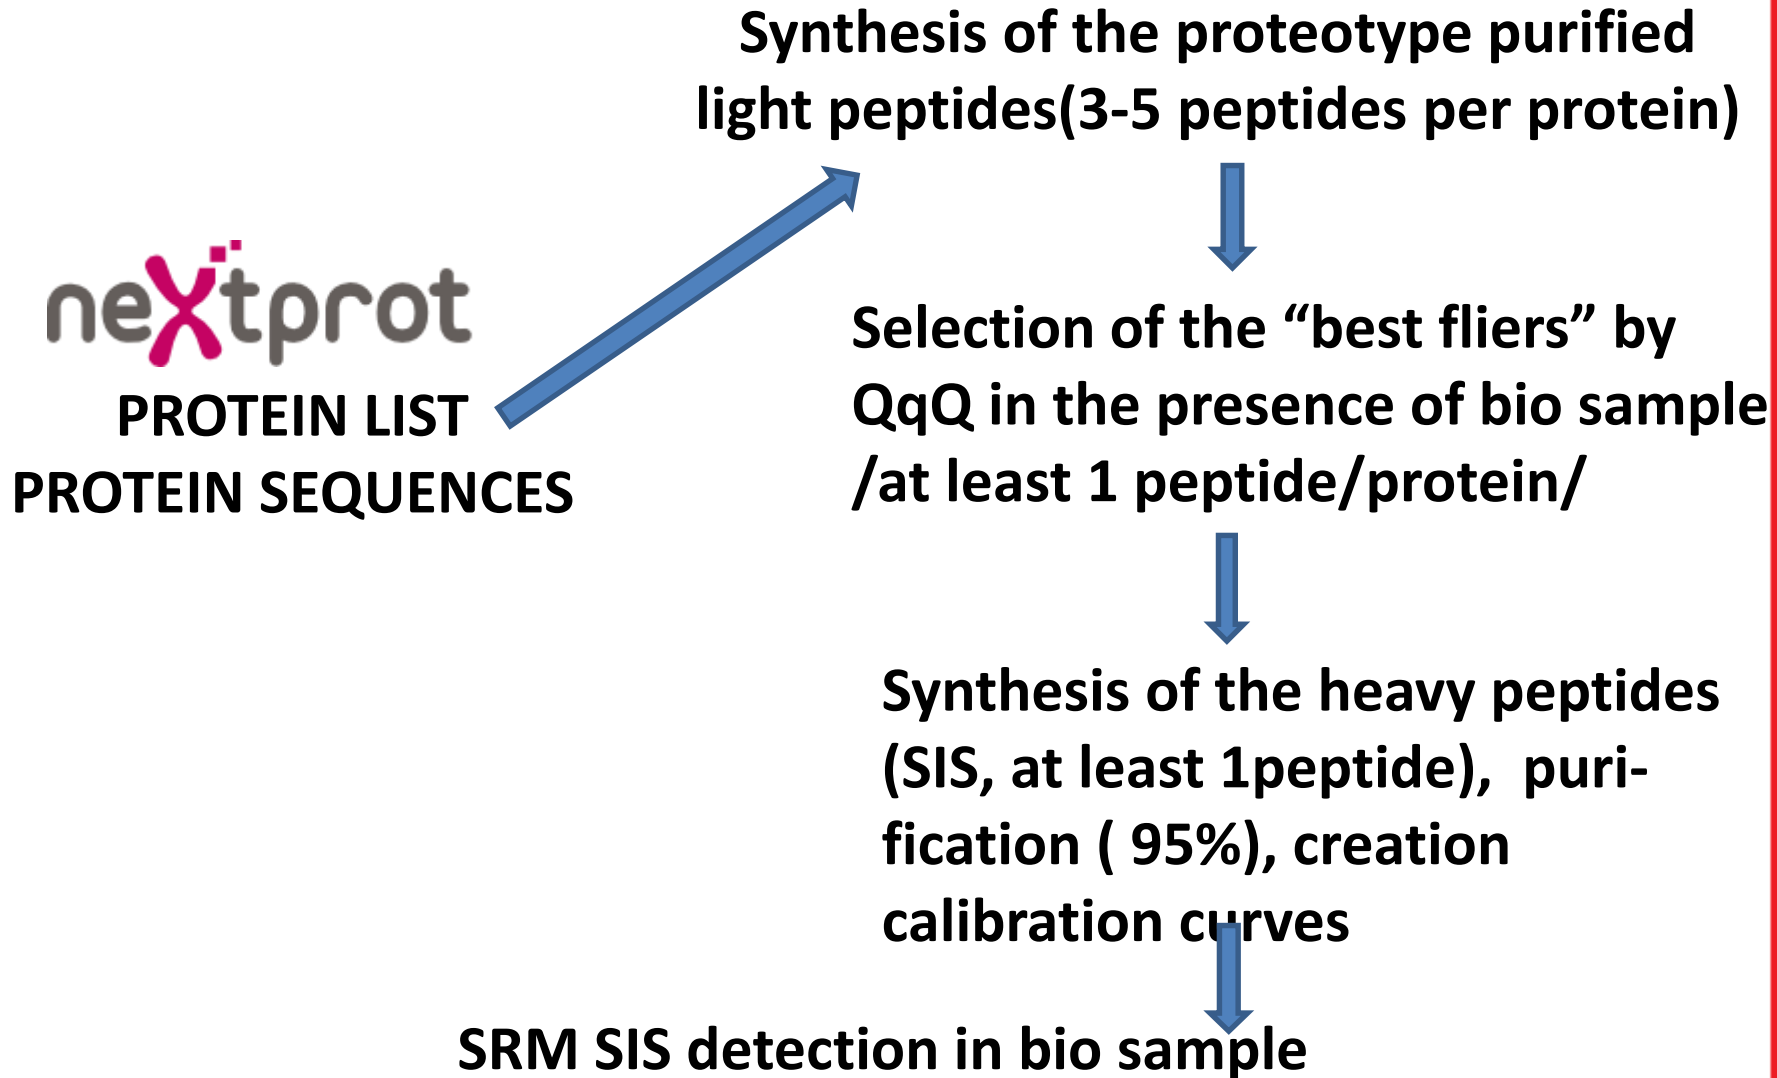 Synthesis of the proteotype purified
light peptides(3-5 peptides per protein)
neXtprot
PROTEIN LIST
PROTEIN SEQUENCES
Selection of the “best fliers” by
QqQ in the presence of bio sample
/at least 1 peptide/protein/
Synthesis of the heavy peptides
(SIS, at least 1peptide), puri-
fication ( 95%), creation
calibration curves
SRM SIS detection in bio sample